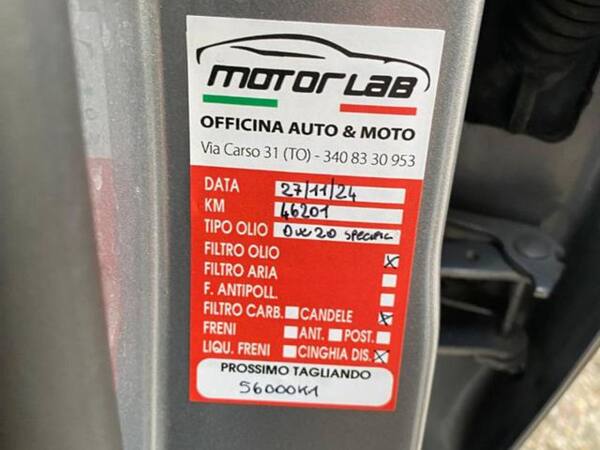 MOTOR LAB
OFFICINA AUTO & MOTO
Via Carso 31 (TO) - 340 83 30 953
DATA 27/11/24
KM 46201
TIPO OLIO 0W20 SPECIFIC
FILTRO OLIO
FILTRO ARIA
F. ANTIPOLL.
FILTRO CARB. CANDELE
FRENI ANT. POST.
LIQU. FRENI CINGHIA DIS.
PROSSIMO TAGLIANDO
56000KM